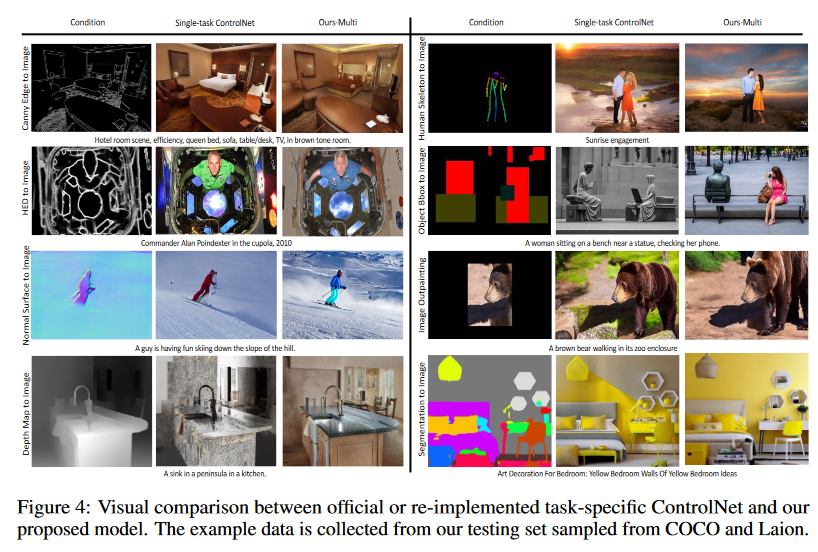 Condition Single-task ControlNet Ours-Multi Condition Single-task ControlNet Ours-Multi
Canny Edge to Image
Hotel room scene, efficiency, queen bed, sofa, table/desk, TV, in brown tone room.
HED to Image
Commander Alan Poindexter in the cupola, 2010
Normal Surface to Image
A guy is having fun skiing down the slope of the hill.
Depth Map to Image
A sink in a peninsula in a kitchen.
Human Skeleton to Image
Sunrise engagement
Object Bbox to Image
A woman sitting on a bench near a statue, checking her phone.
Image Outpainting
A brown bear walking in its zoo enclosure
Segmentation to Image
Art Decoration For Bedroom: Yellow Bedroom Walls Of Yellow Bedroom Ideas
Figure 4: Visual comparison between official or re-implemented task-specific ControlNet and our
proposed model. The example data is collected from our testing set sampled from COCO and Laion.